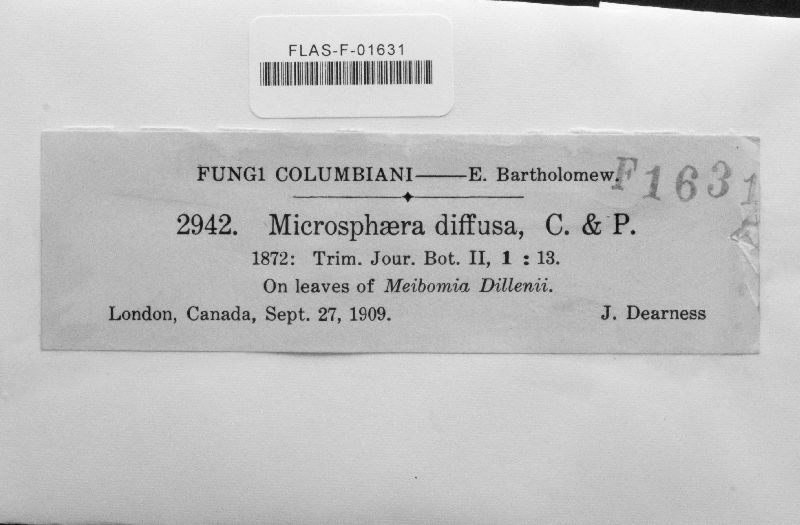 FLAS-F-01631
FUNG1 COLUMBIANI——E. Bartholomew.
F1631
2942. Microsphæra diffusa, C. & P.
1872: Trim. Jour. Bot. II, 1 : 13.
On leaves of Meibomia Dillenii.
London, Canada, Sept. 27, 1909. J. Dearness